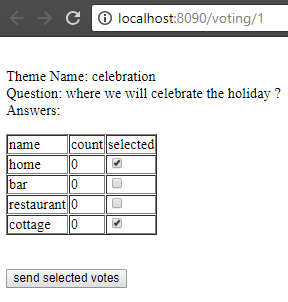 localhost:8090/voting/1
Theme Name: celebration
Question: where we will celebrate the holiday ?
Answers:
name count selected
home 0
bar 0
restaurant 0
cottage 0
send selected votes